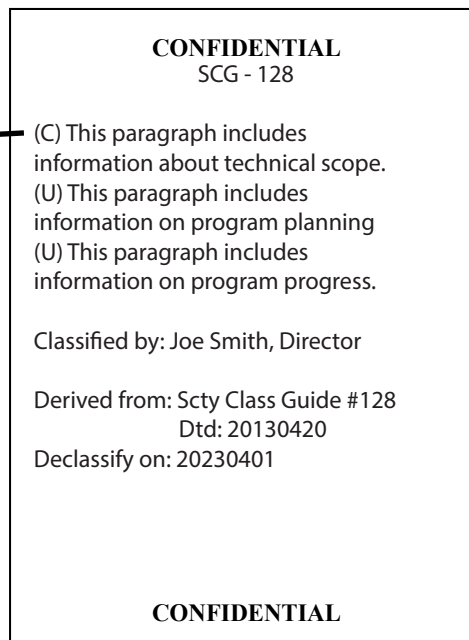 CONFIDENTIAL
SCG - 128
(C) This paragraph includes
information about technical scope.
(U) This paragraph includes
information on program planning
(U) This paragraph includes
information on program progress.
Classified by: Joe Smith, Director
Derived from: Scty Class Guide #128
Dtd: 20130420
Declassify on: 20230401
CONFIDENTIAL